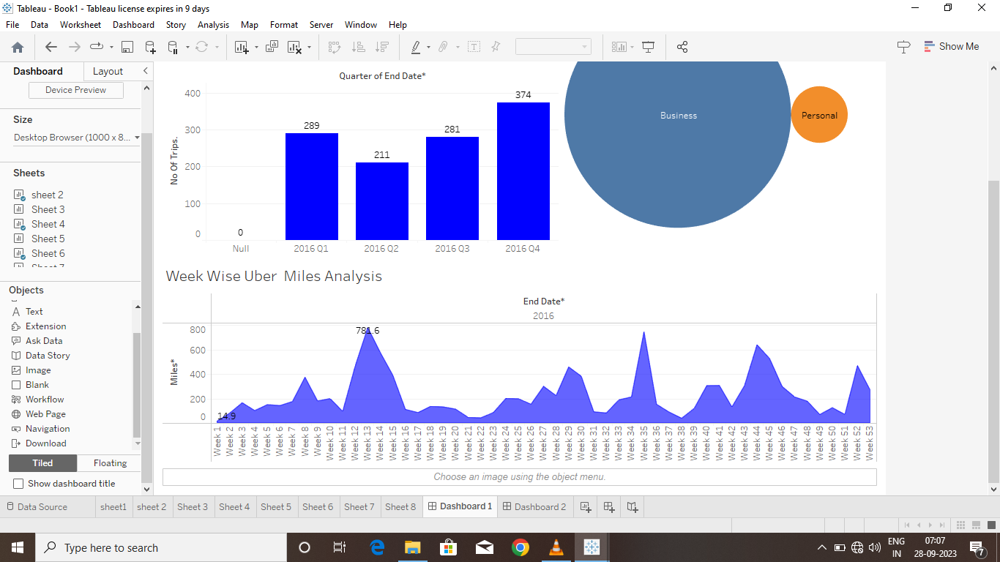 Tableau - Book1 - Tableau license expires in 9 days
File Data Worksheet Dashboard Story Analysis Map Format Server Window Help
Show Me
Dashboard Layout
Device Preview
Size
Desktop Browser (1000 x 8...
Sheets
sheet 2
Sheet 3
Sheet 4
Sheet 5
Sheet 6
Objects
Text
Extension
Ask Data
Data Story
Image
Blank
Workflow
Web Page
Navigation
Download
Tiled Floating
Show dashboard title
Quarter of End Date*
No Of Trips.
400
300
200
100
0
0
289
211
281
374
Null 2016 Q1 2016 Q2 2016 Q3 2016 Q4
Business
Personal
Week Wise Uber  Miles Analysis
End Date*
2016
Miles*
800
600
400
200
0
781.6
14.9
Week 1
Week 2
Week 3
Week 4
Week 5
Week 6
Week 7
Week 8
Week 9
Week 10
Week 11
Week 12
Week 13
Week 14
Week 15
Week 16
Week 17
Week 18
Week 19
Week 20
Week 21
Week 22
Week 23
Week 24
Week 25
Week 26
Week 27
Week 28
Week 29
Week 30
Week 31
Week 32
Week 33
Week 34
Week 35
Week 36
Week 37
Week 38
Week 39
Week 40
Week 41
Week 42
Week 43
Week 44
Week 45
Week 46
Week 47
Week 48
Week 49
Week 50
Week 51
Week 52
Week 53
Choose an image using the object menu.
Data Source sheet1 sheet 2 Sheet 3 Sheet 4 Sheet 5 Sheet 6 Sheet 7 Sheet 8 Dashboard 1 Dashboard 2
Type here to search
ENG
IN
07:07
28-09-2023
7